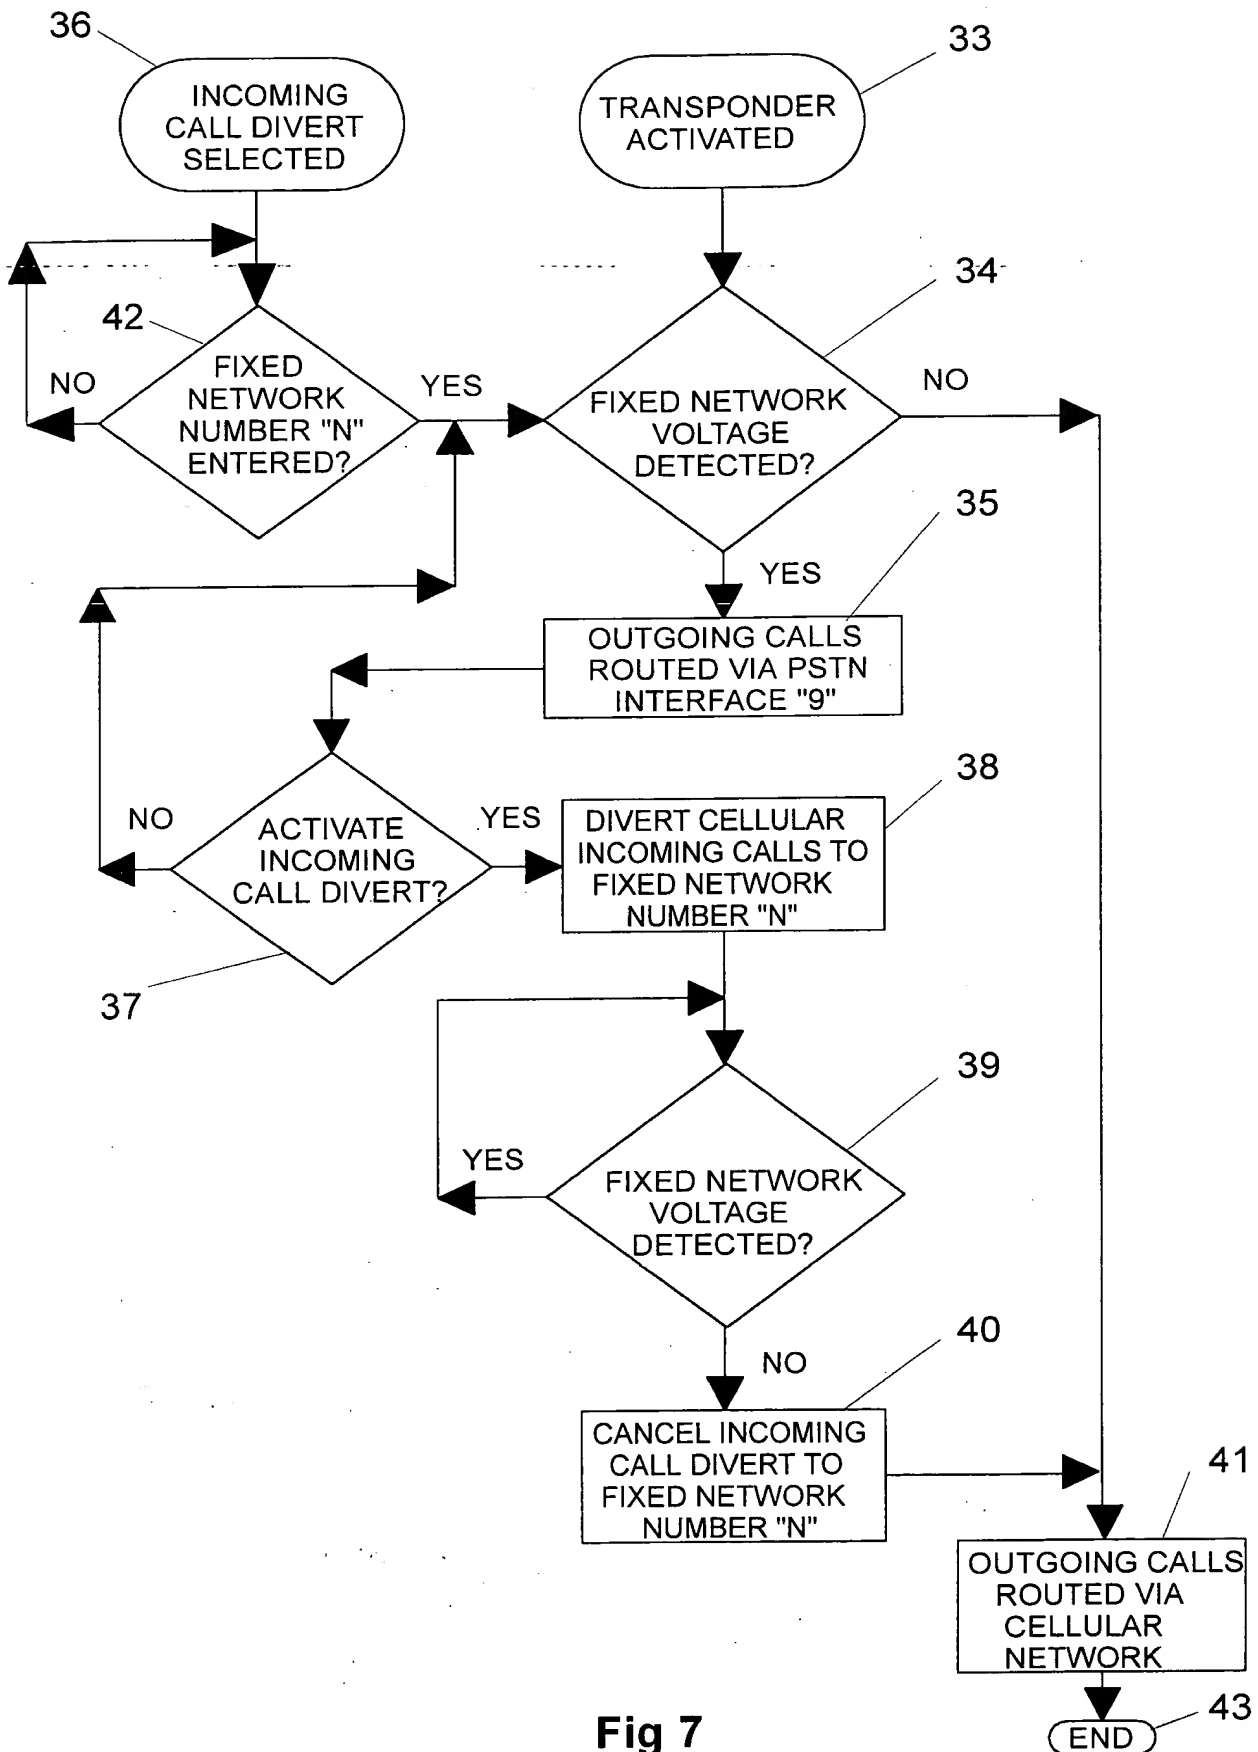 36
33
INCOMING
CALL DIVERT
SELECTED
TRANSPONDER
ACTIVATED
34
42
FIXED
NETWORK
NUMBER "N"
ENTERED?
NO
YES
FIXED NETWORK
VOLTAGE
DETECTED?
NO
35
YES
OUTGOING CALLS
ROUTED VIA PSTN
INTERFACE "9"
38
NO
ACTIVATE
INCOMING
CALL DIVERT?
YES
DIVERT CELLULAR
INCOMING CALLS TO
FIXED NETWORK
NUMBER "N"
37
39
YES
FIXED NETWORK
VOLTAGE
DETECTED?
40
NO
CANCEL INCOMING
CALL DIVERT TO
FIXED NETWORK
NUMBER "N"
41
OUTGOING CALLS
ROUTED VIA
CELLULAR
NETWORK
43
END
Fig 7